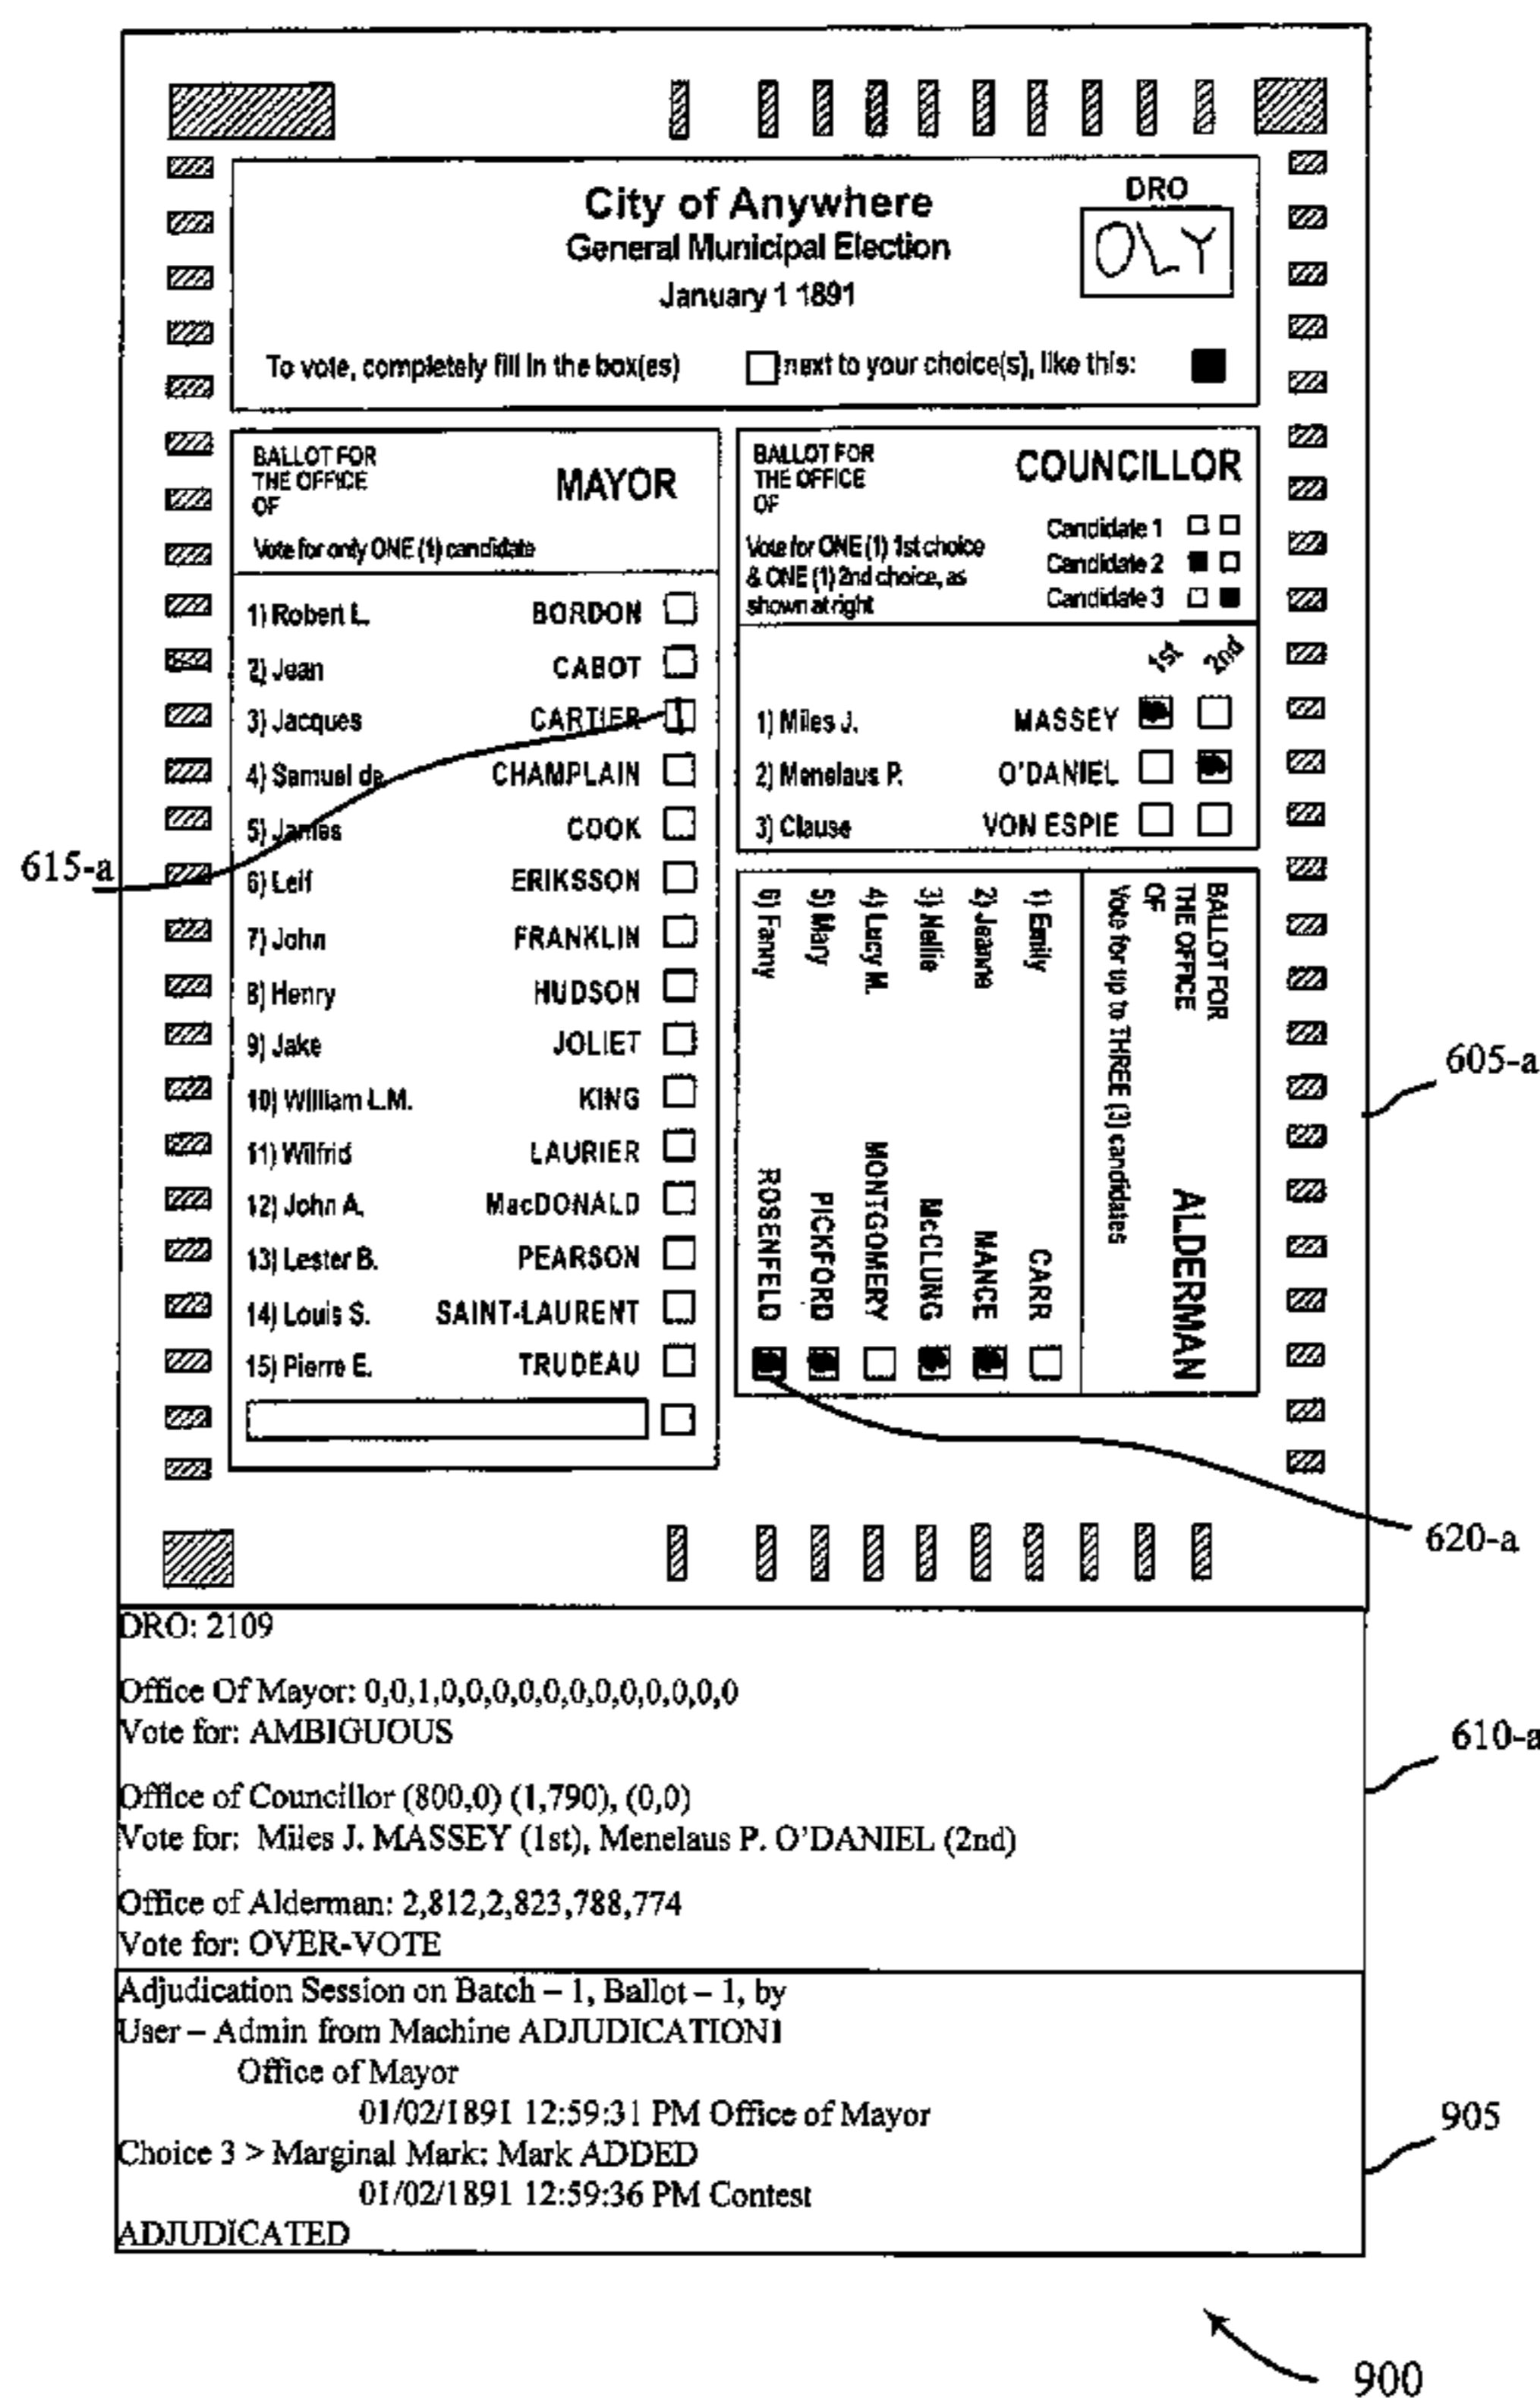 City of Anywhere
General Municipal Election
January 1 1891
DRO
OLY
To vote, completely fill in the box(es) next to your choice(s), like this:
BALLOT FOR
THE OFFICE
OF
MAYOR
Vote for only ONE (1) candidate
1) Robert L. BORDON
2) Jean CABOT
3) Jacques CARTIER
4) Samuel de CHAMPLAIN
5) James COOK
6) Leif ERIKSSON
7) John FRANKLIN
8) Henry HUDSON
9) Jake JOLIET
10) William L.M. KING
11) Wilfrid LAURIER
12) John A. MacDONALD
13) Lester B. PEARSON
14) Louis S. SAINT-LAURENT
15) Pierre E. TRUDEAU
BALLOT FOR
THE OFFICE
OF
COUNCILLOR
Vote for ONE (1) 1st choice
& ONE (1) 2nd choice, as
shown at right
Candidate 1
Candidate 2
Candidate 3
1st 2nd
1) Miles J. MASSEY
2) Menelaus P. O'DANIEL
3) Clause VON ESPIE
BALLOT FOR
THE OFFICE
OF
ALDERMAN
Vote for up to THREE (3) candidates
1) Emily CARR
2) Jeanne MANCE
3) Nellie McCLUNG
4) Lucy M. MONTGOMERY
5) Mary PICKFORD
6) Fanny ROSENFELD
615-a
605-a
620-a
DRO: 2109
Office Of Mayor: 0,0,1,0,0,0,0,0,0,0,0,0,0,0,0
Vote for: AMBIGUOUS
Office of Councillor (800,0) (1,790), (0,0)
Vote for: Miles J. MASSEY (1st), Menelaus P. O'DANIEL (2nd)
Office of Alderman: 2,812,2,823,788,774
Vote for: OVER-VOTE
610-a
Adjudication Session on Batch – 1, Ballot – 1, by
User – Admin from Machine ADJUDICATION1
Office of Mayor
01/02/1891 12:59:31 PM Office of Mayor
Choice 3 > Marginal Mark: Mark ADDED
01/02/1891 12:59:36 PM Contest
ADJUDICATED
905
900